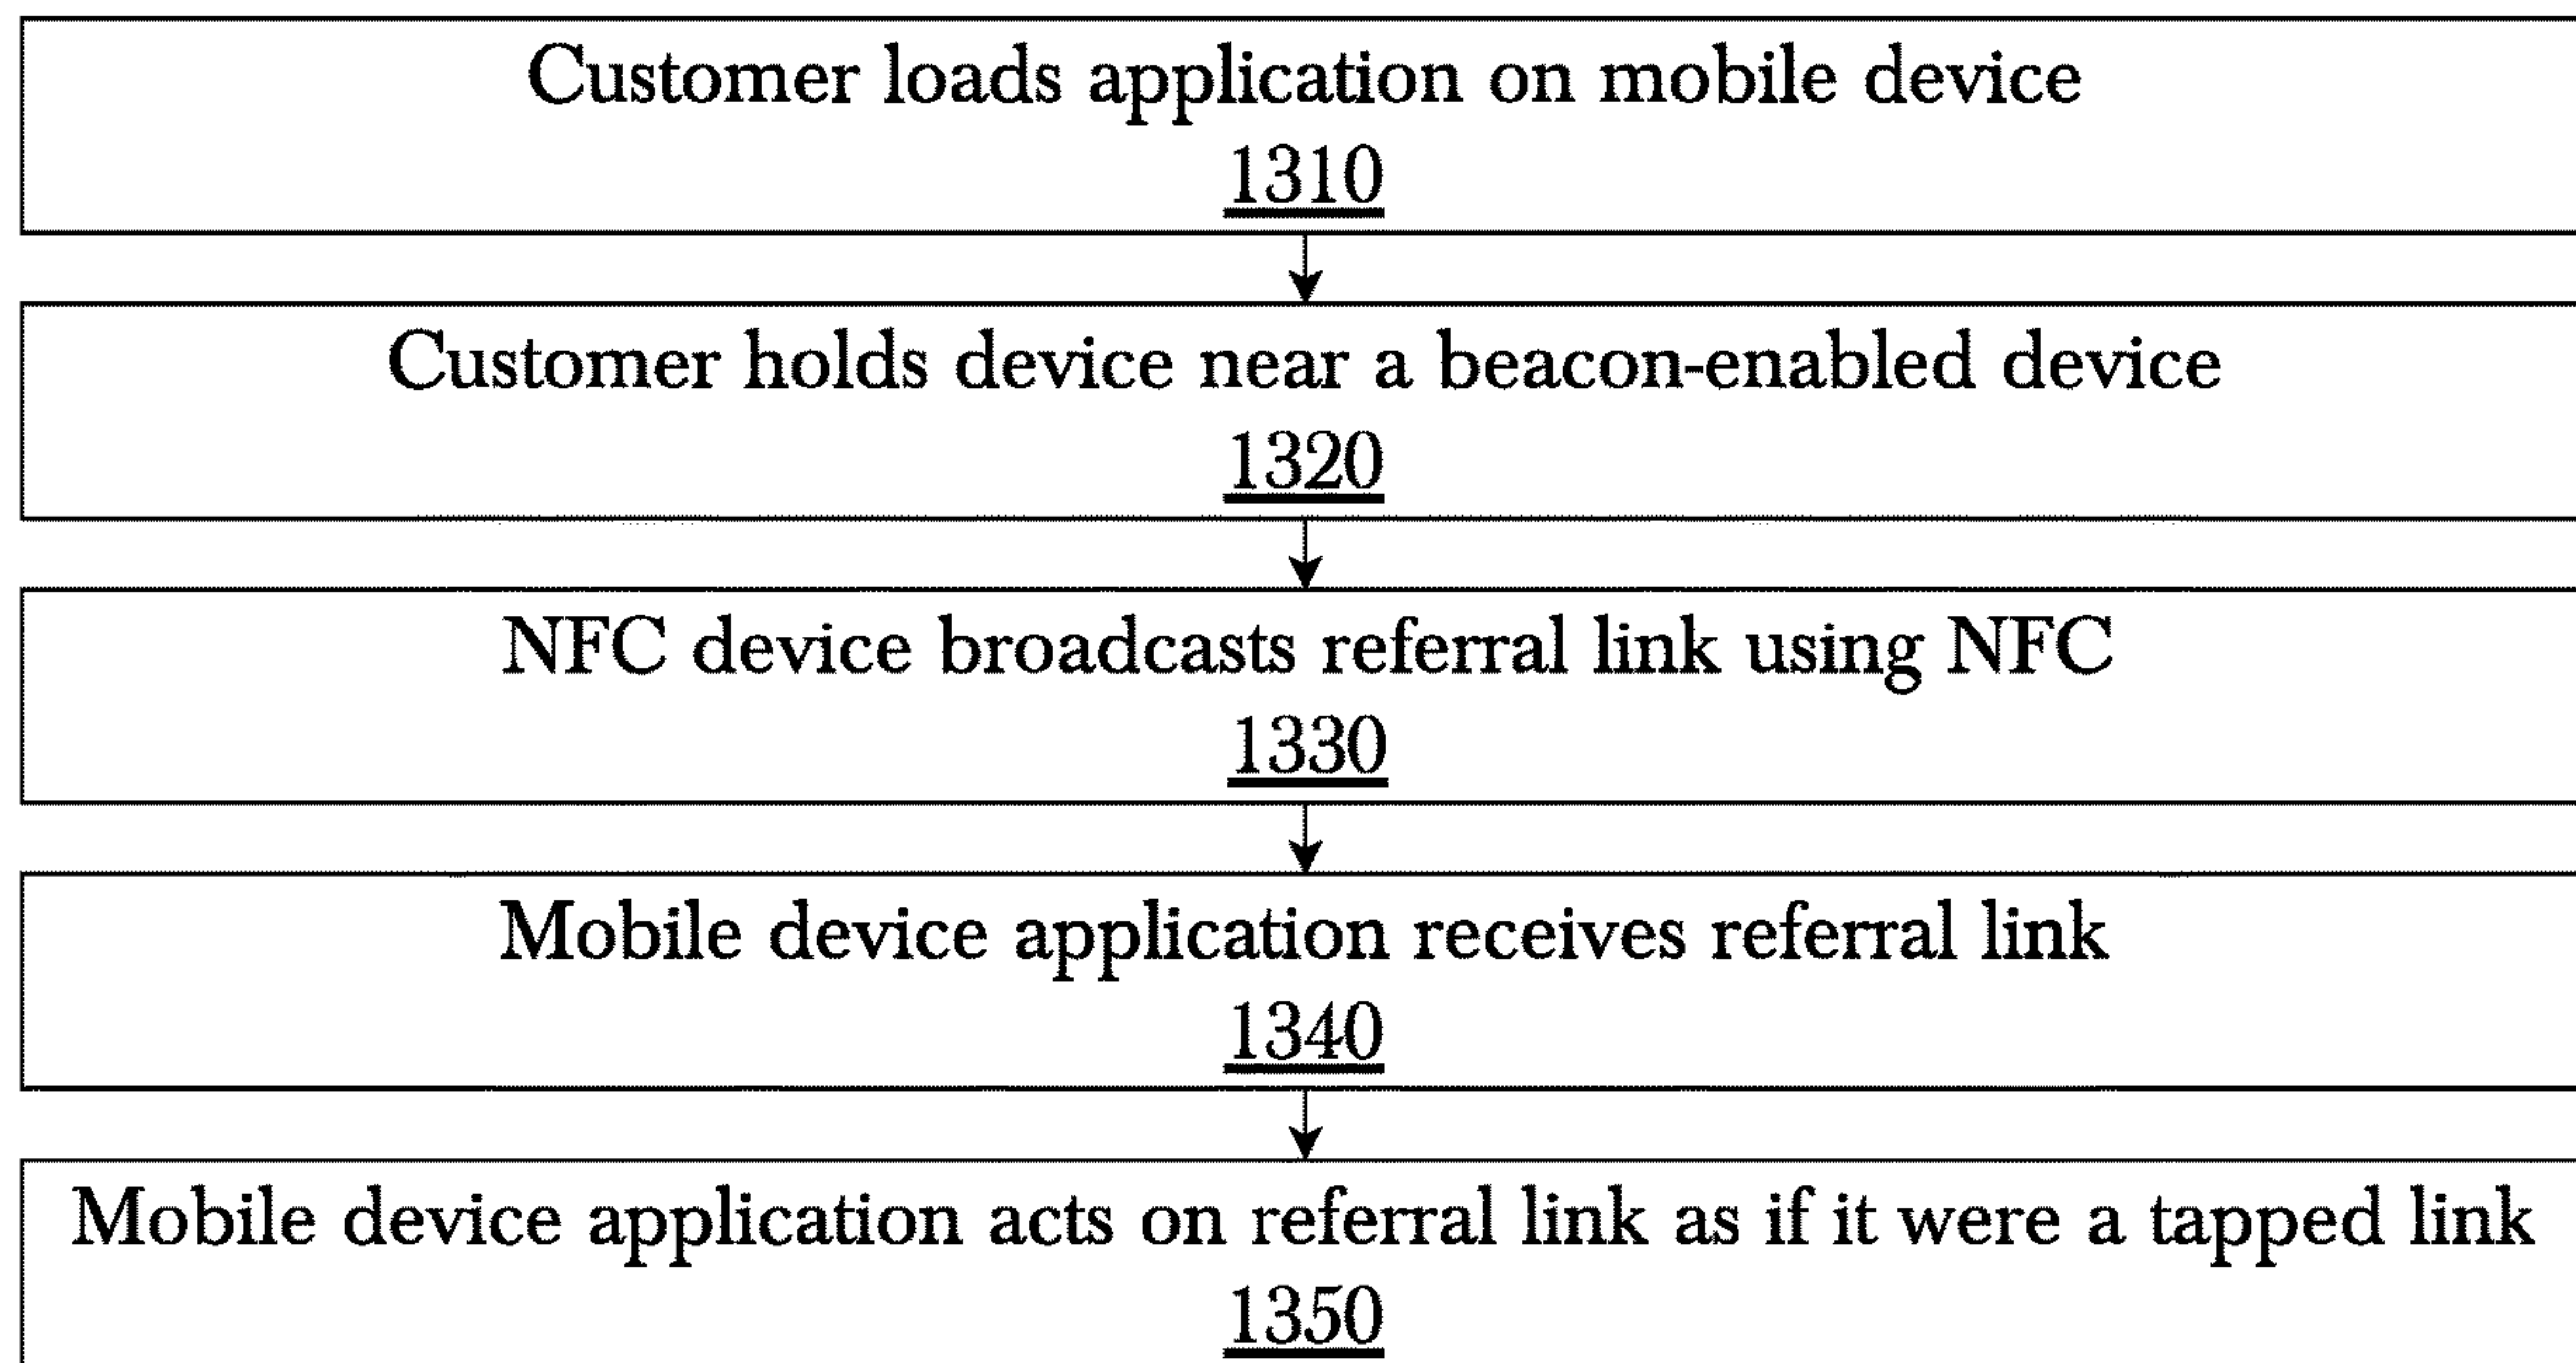 Customer loads application on mobile device
1310
Customer holds device near a beacon-enabled device
1320
NFC device broadcasts referral link using NFC
1330
Mobile device application receives referral link
1340
Mobile device application acts on referral link as if it were a tapped link
1350